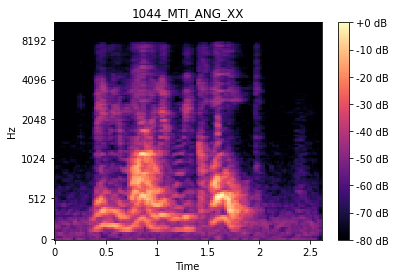 1044_MTI_ANG_XX
+0 dB
8192
-10 dB
4096
-20 dB
-30 dB
2048
Hz
-40 dB
1024
-50 dB
512
-60 dB
-70 dB
0
-80 dB
0 0.5 1 1.5 2 2.5
Time